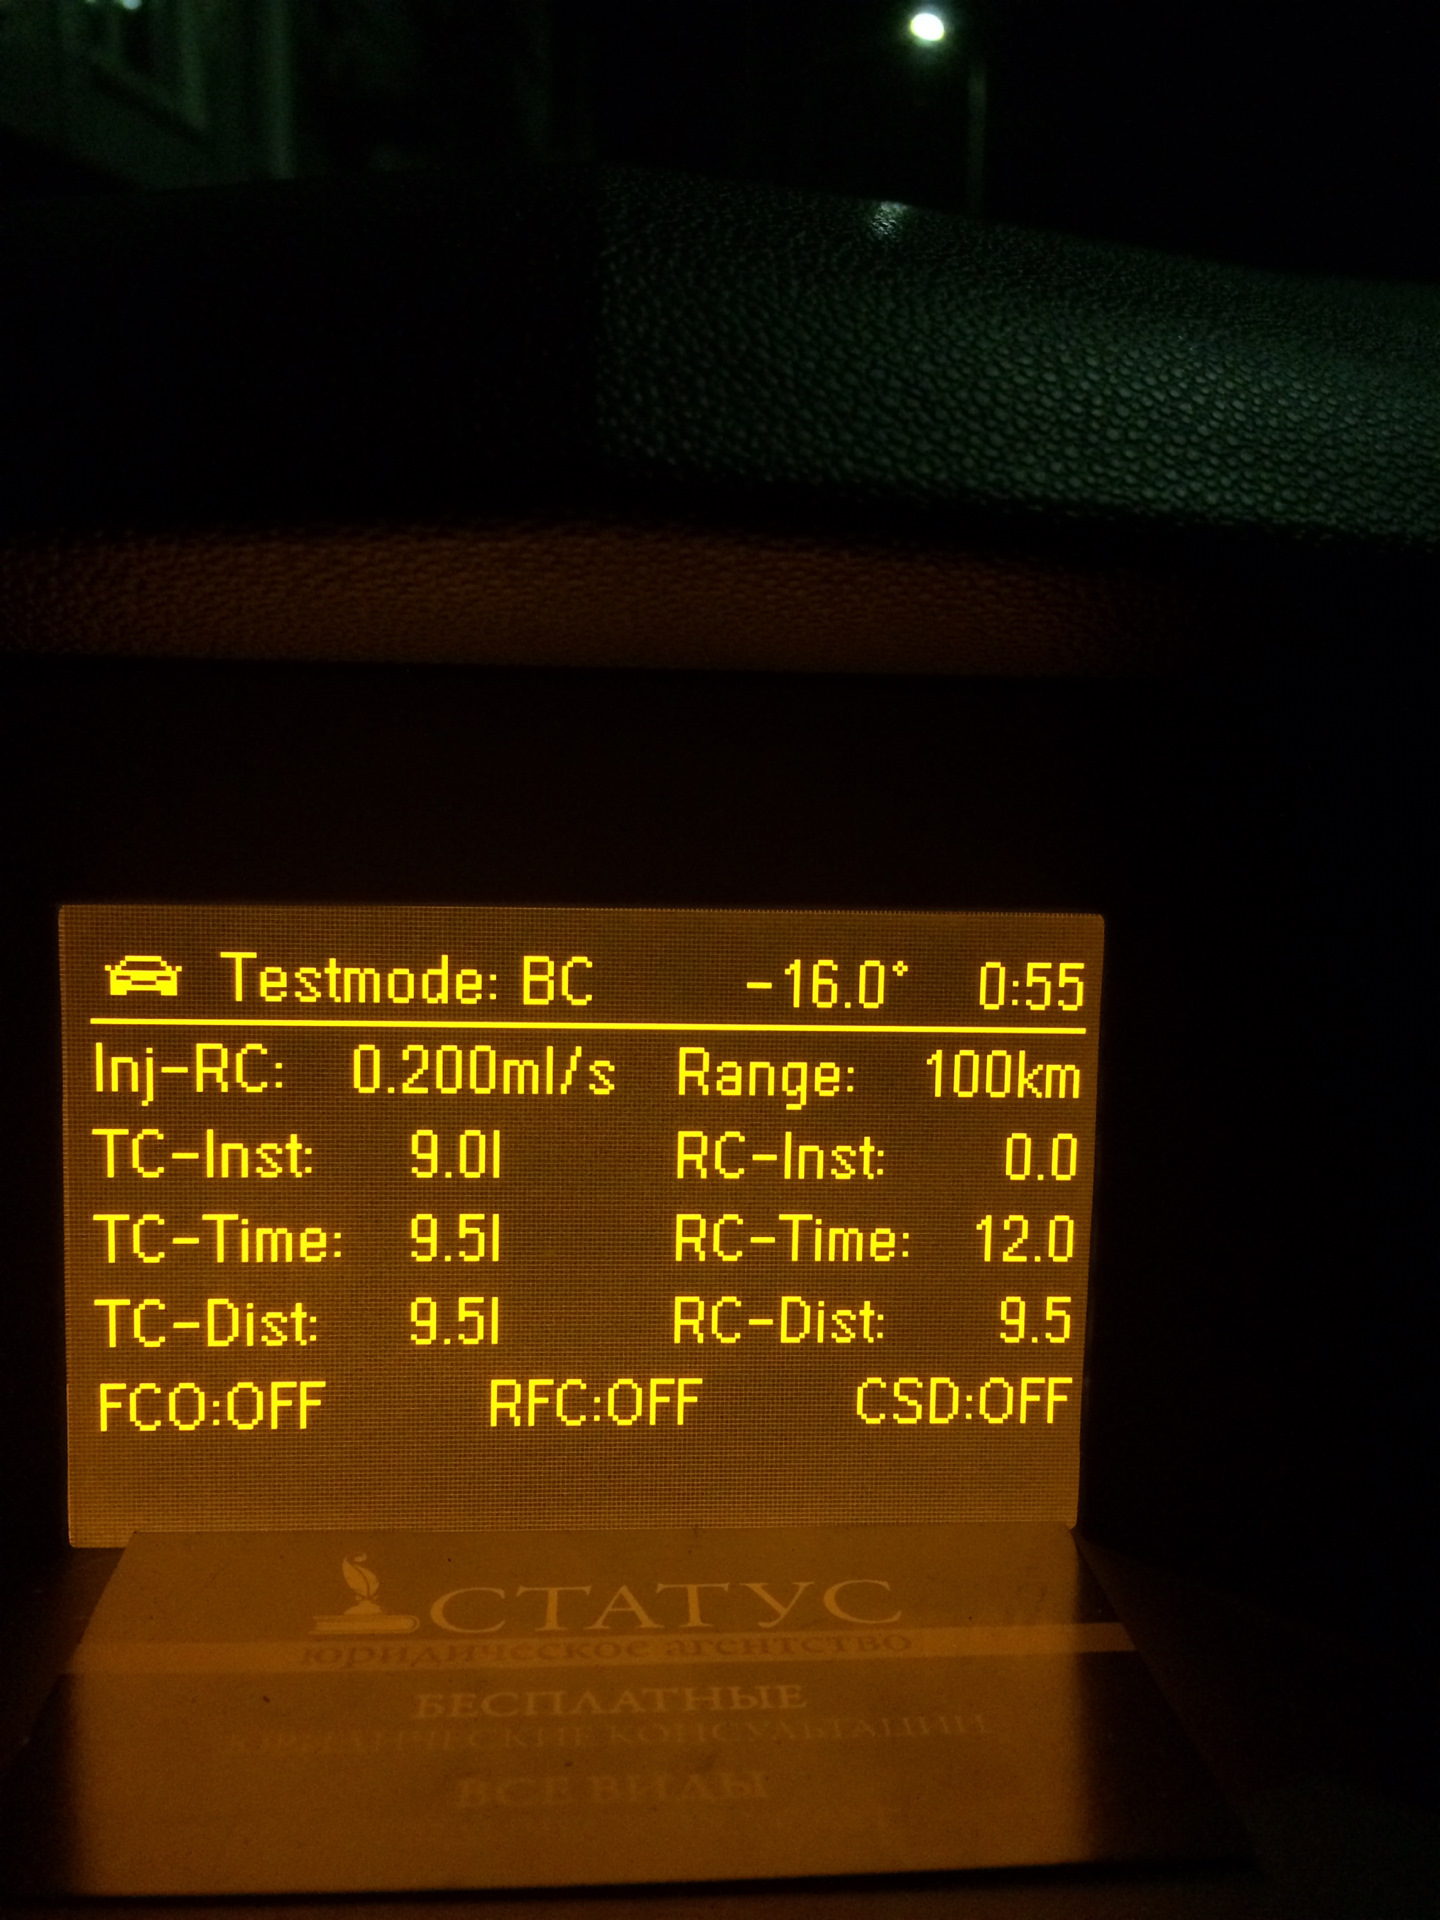 Testmode: BC -16.0° 0:55
Inj-RC: 0.200ml/s Range: 100km
TC-Inst: 9.0l RC-Inst: 0.0
TC-Time: 9.5l RC-Time: 12.0
TC-Dist: 9.5l RC-Dist: 9.5
FCO:OFF RFC:OFF CSD:OFF
СТАТУС
юридическое агентство
БЕСПЛАТНЫЕ
ЮРИДИЧЕСКИЕ КОНСУЛЬТАЦИИ
ВСЕ ВИДЫ